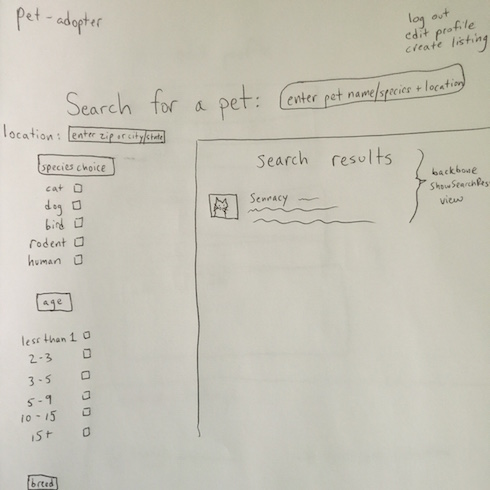 pet-adopter
log out
edit profile
create listing
Search for a pet:
enter pet name/species + location
location:
enter zip or city/state
species choice
cat
dog
bird
rodent
human
age
less than 1
2-3
3-5
5-9
10-15
15+
breed
search results
Sennacy
backbone
view